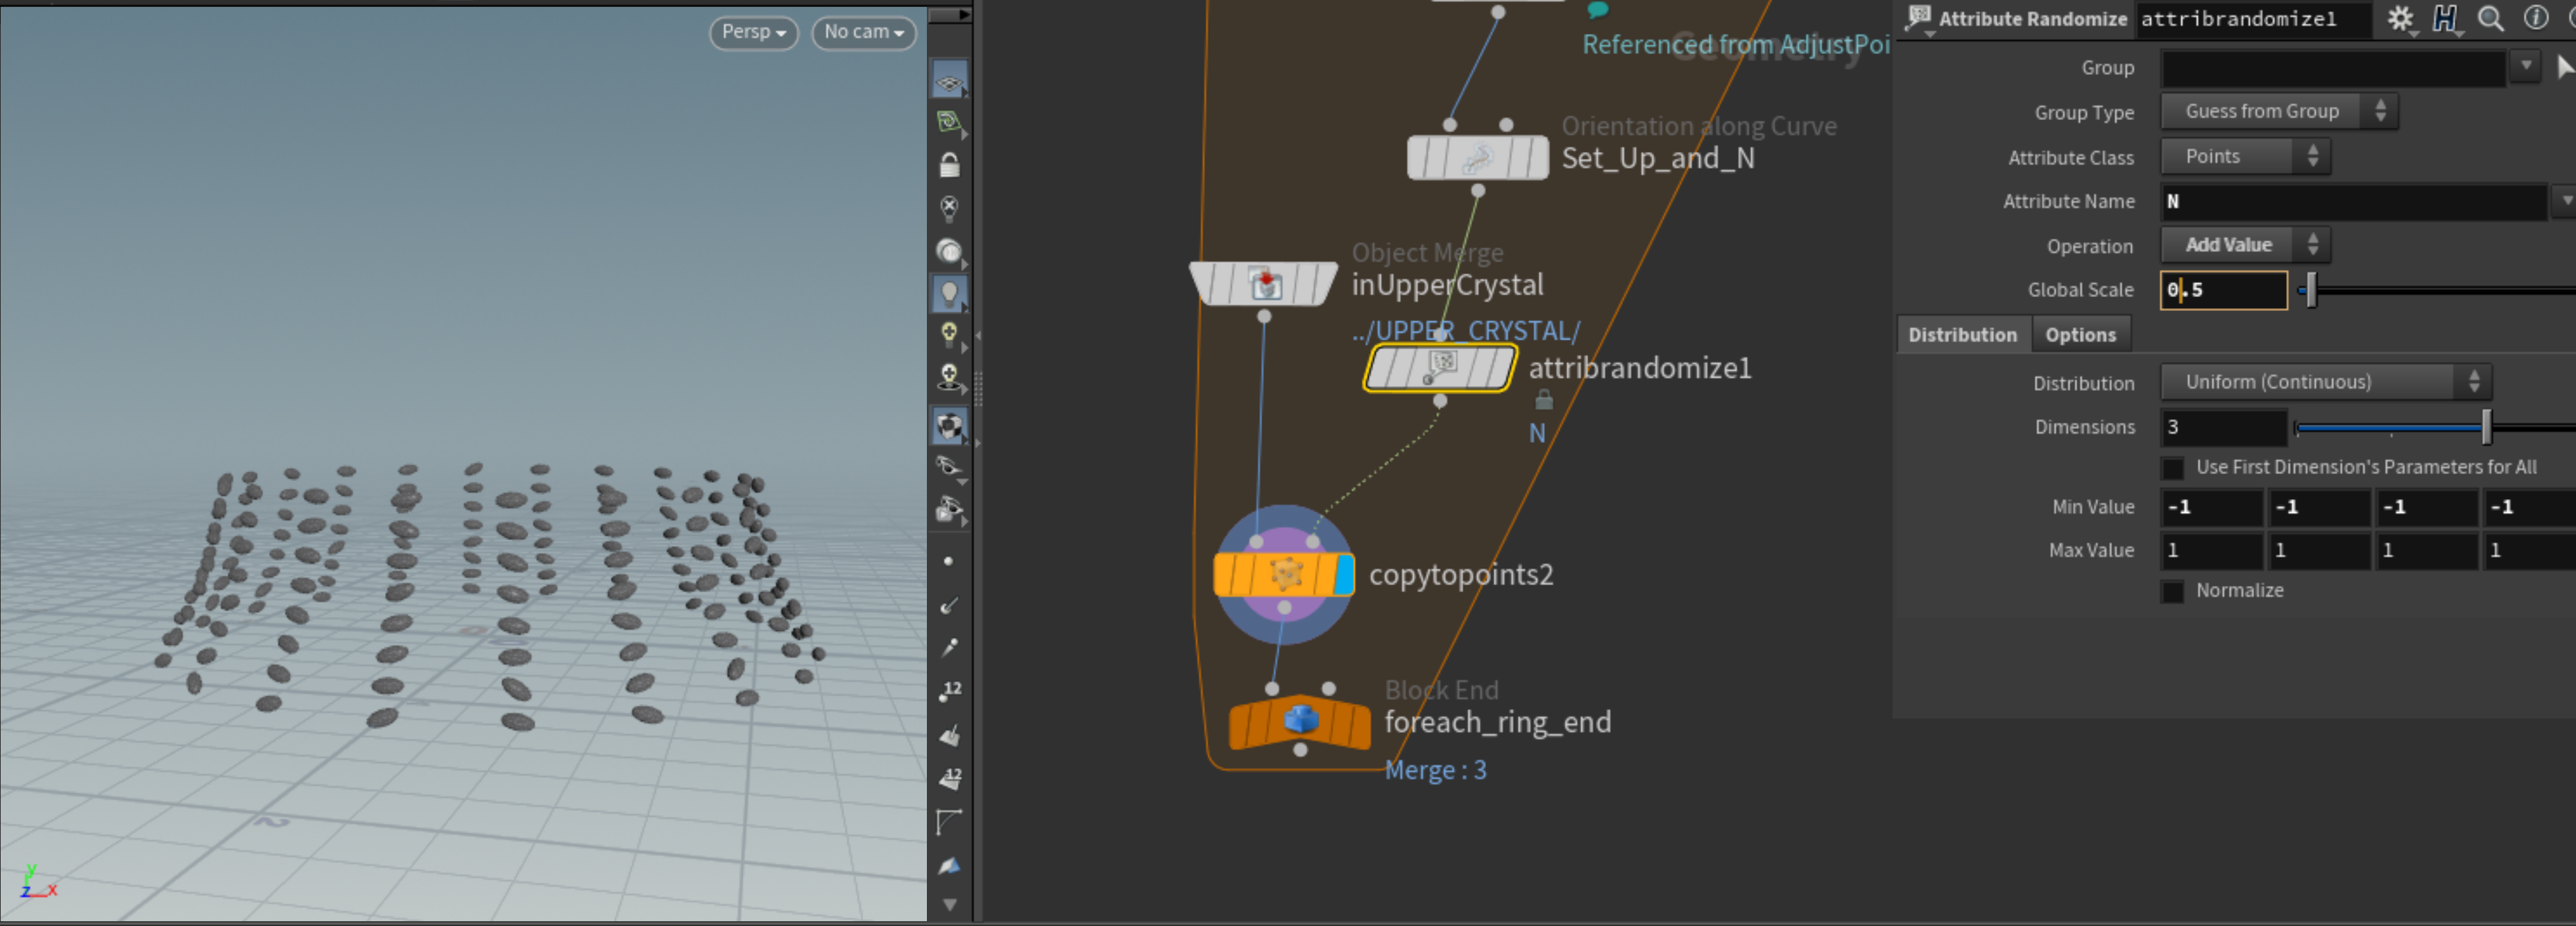 Persp
No cam
12
12
y
z
x
Geometry
Referenced from AdjustPoi
Orientation along Curve
Set_Up_and_N
Object Merge
inUpperCrystal
../UPPER_CRYSTAL/
attribrandomize1
N
copytopoints2
Block End
foreach_ring_end
Merge : 3
Attribute Randomize attribrandomize1
Group
Group Type Guess from Group
Attribute Class Points
Attribute Name N
Operation Add Value
Global Scale 0.5
Distribution Options
Distribution Uniform (Continuous)
Dimensions 3
Use First Dimension's Parameters for All
Min Value -1 -1 -1 -1
Max Value 1 1 1 1
Normalize